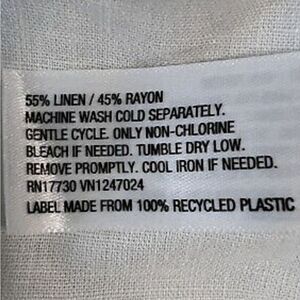 55% LINEN / 45% RAYON
MACHINE WASH COLD SEPARATELY.
GENTLE CYCLE. ONLY NON-CHLORINE
BLEACH IF NEEDED. TUMBLE DRY LOW.
REMOVE PROMPTLY. COOL IRON IF NEEDED.
RN17730 VN1247024
LABEL MADE FROM 100% RECYCLED PLASTIC